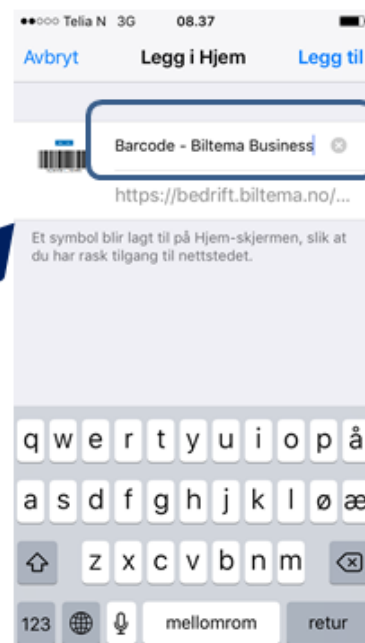 Telia N 3G 08.37
Avbryt Legg i Hjem Legg til
Barcode - Biltema Business
https://bedrift.biltema.no/...
Et symbol blir lagt til på Hjem-skjermen, slik at
du har rask tilgang til nettstedet.
q w e r t y u i o p å
a s d f g h j k l ø æ
z x c v b n m
123 mellomrom retur